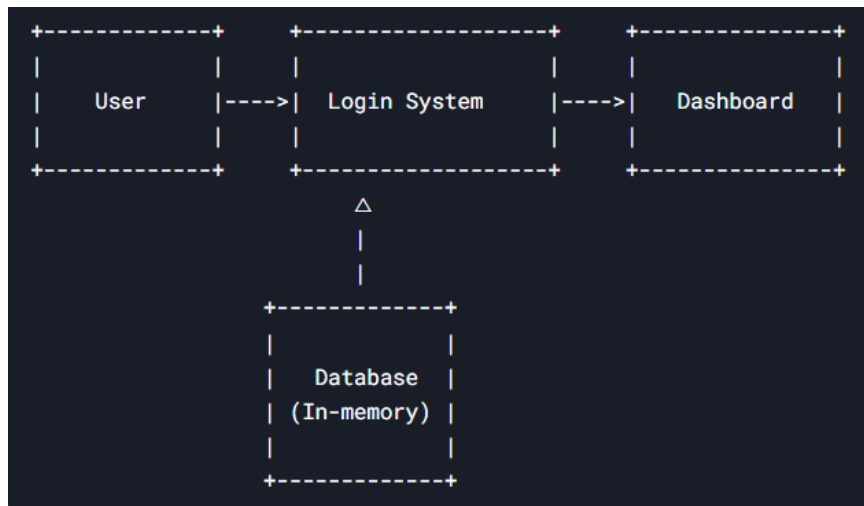 +-------------+     +-------------------+     +---------------+
|             |     |                   |     |               |
|    User     |---->|  Login System     |---->|   Dashboard   |
|             |     |                   |     |               |
+-------------+     +-------------------+     +---------------+
                         △
                         |
                         |
                  +-------------+
                  |             |
                  |   Database  |
                  | (In-memory) |
                  |             |
                  +-------------+